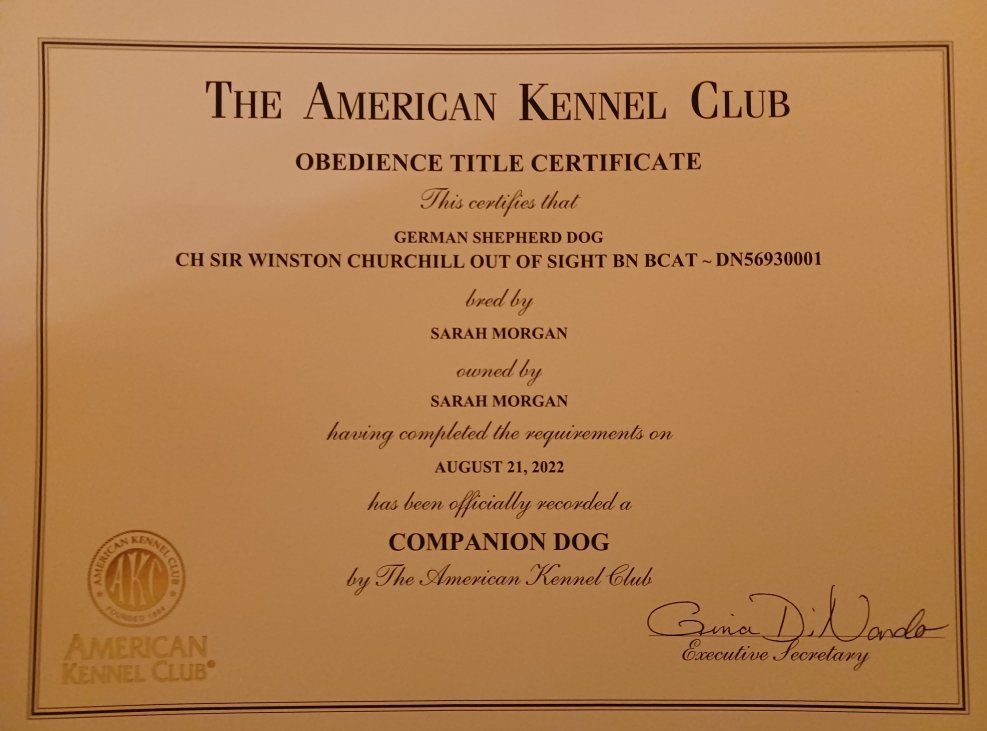 THE AMERICAN KENNEL CLUB
OBEDIENCE TITLE CERTIFICATE
This certifies that
GERMAN SHEPHERD DOG
CH SIR WINSTON CHURCHILL OUT OF SIGHT BN BCAT ~ DN56930001
bred by
SARAH MORGAN
owned by
SARAH MORGAN
having completed the requirements on
AUGUST 21, 2022
has been officially recorded a
COMPANION DOG
by The American Kennel Club
AMERICAN KENNEL CLUB
AKC
FOUNDED 1884
AMERICAN
KENNEL CLUB®
Gina DiNardo
Executive Secretary